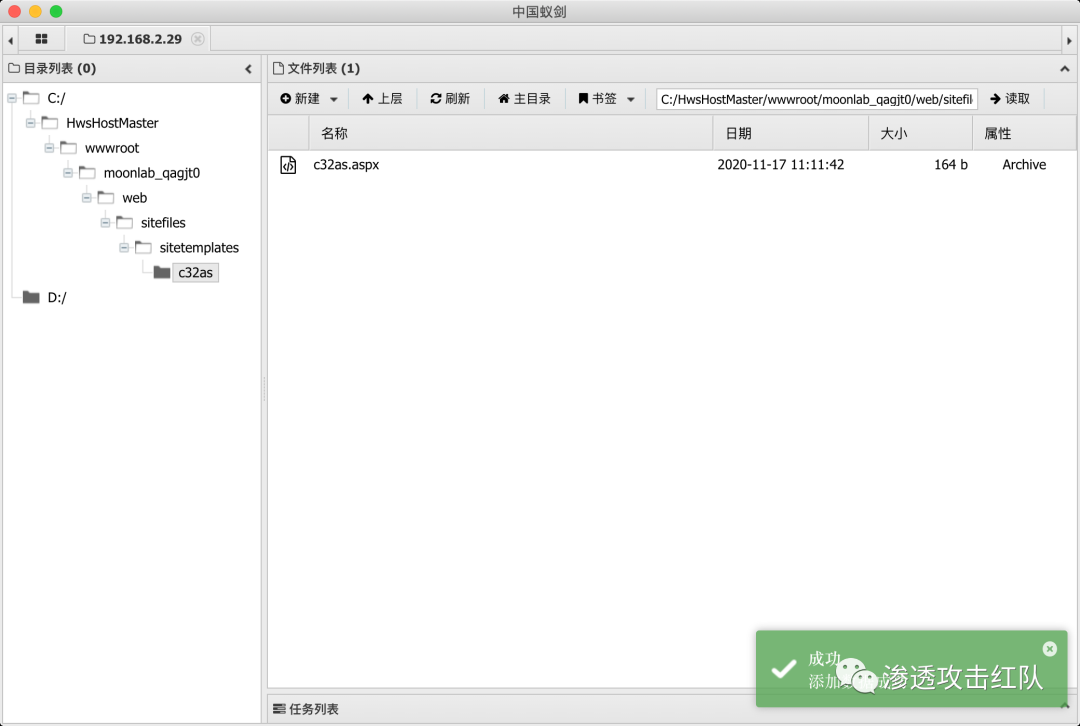 中国蚁剑
192.168.2.29
目录列表 (0)
文件列表 (1)
新建 上层 刷新 主目录 书签 C:/HwsHostMaster/wwwroot/moonlab_qagjt0/web/sitefil 读取
名称 日期 大小 属性
c32as.aspx 2020-11-17 11:11:42 164 b Archive
C:/
HwsHostMaster
wwwroot
moonlab_qagjt0
web
sitefiles
sitetemplates
c32as
D:/
成功
添加
渗透攻击红队
任务列表